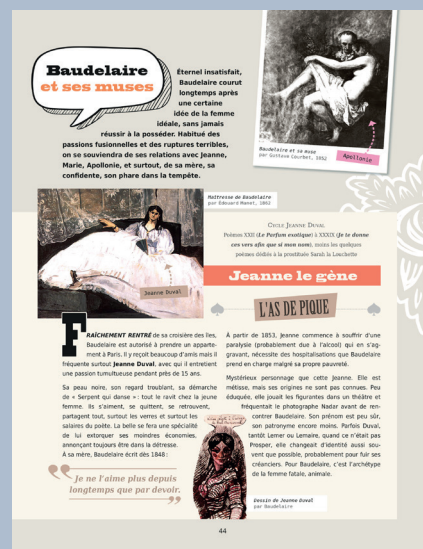 Baudelaire
et ses muses
Éternel insatisfait,
Baudelaire courut
longtemps après
une certaine
idée de la femme
idéale, sans jamais
réussir à la posséder. Habitué des
passions fusionnelles et des ruptures terribles,
on se souviendra de ses relations avec Jeanne,
Marie, Apollonie, et surtout, de sa mère, sa
confidente, son phare dans la tempête.
Baudelaire et sa muse
par Gustave Courbet, 1852
Apollonie
Maîtresse de Baudelaire
par Edouard Manet, 1862
Jeanne Duval
Cycle Jeanne Duval
Poèmes XXII (Le Parfum exotique) à XXXIX (Je te donne
ces vers afin que si mon nom), moins les quelques
poèmes dédiés à la prostituée Sarah la Louchette
Jeanne le gène
L'AS DE PIQUE
FRAÎCHEMENT RENTRÉ de sa croisière des îles,
Baudelaire est autorisé à prendre un apparte-
ment à Paris. Il y reçoit beaucoup d'amis mais il
fréquente surtout Jeanne Duval, avec qui il entretient
une passion tumultueuse pendant près de 15 ans.
Sa peau noire, son regard troublant, sa démarche
de « Serpent qui danse » : tout le ravit chez la jeune
femme. Ils s'aiment, se quittent, se retrouvent,
partagent tout, surtout les verres et surtout les
salaires du poète. La belle se fera une spécialité
de lui extorquer ses moindres économies,
annonçant toujours être dans la détresse.
À sa mère, Baudelaire écrit dès 1848 :
Je ne l'aime plus depuis
longtemps que par devoir.
À partir de 1853, Jeanne commence à souffrir d'une
paralysie (probablement due à l'alcool) qui en s'ag-
gravant, nécessite des hospitalisations que Baudelaire
prend en charge malgré sa propre pauvreté.
Mystérieux personnage que cette Jeanne. Elle est
métisse, mais ses origines ne sont pas connues. Peu
éduquée, elle jouait les figurantes dans un théâtre et
fréquentait le photographe Nadar avant de ren-
contrer Baudelaire. Son prénom est peu sûr,
son patronyme encore moins. Parfois Duval,
tantôt Lemer ou Lemaire, quand ce n'était pas
Prosper, elle changeait d'identité aussi sou-
vent que possible, probablement pour fuir ses
créanciers. Pour Baudelaire, c'est l'archétype
de la femme fatale, animale.
Dessin de Jeanne Duval
par Baudelaire
44